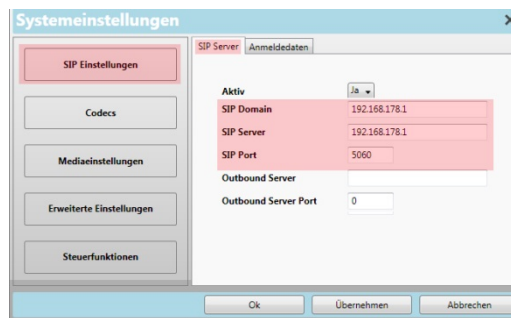 Systemeinstellungen
SIP Einstellungen
Codecs
Mediaeinstellungen
Erweiterte Einstellungen
Steuerfunktionen
SIP Server
Anmeldedaten
Aktiv Ja
SIP Domain 192.168.178.1
SIP Server 192.168.178.1
SIP Port 5060
Outbound Server
Outbound Server Port 0
Ok
Übernehmen
Abbrechen